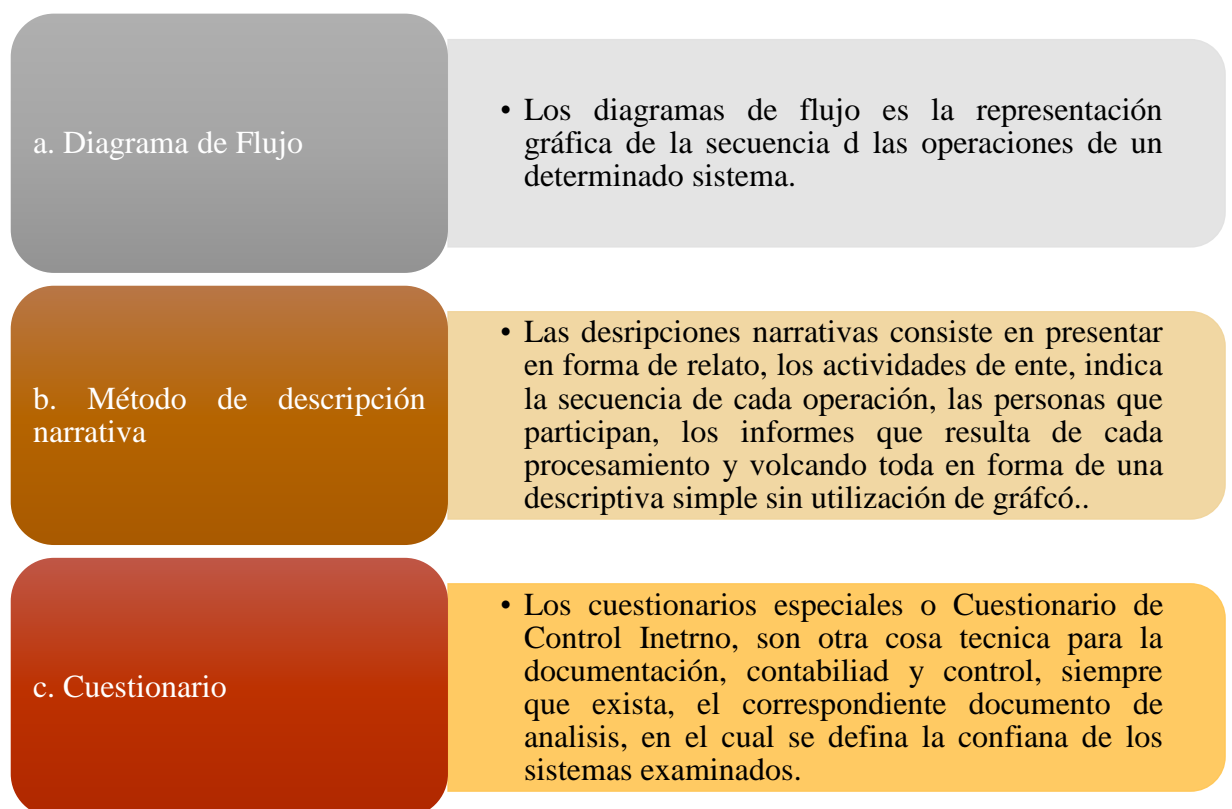 a. Diagrama de Flujo
• Los diagramas de flujo es la representación
gráfica de la secuencia d las operaciones de un
determinado sistema.
b. Método de descripción
narrativa
• Las desripciones narrativas consiste en presentar
en forma de relato, los actividades de ente, indica
la secuencia de cada operación, las personas que
participan, los informes que resulta de cada
procesamiento y volcando toda en forma de una
descriptiva simple sin utilización de gráfcó..
c. Cuestionario
• Los cuestionarios especiales o Cuestionario de
Control Inetrno, son otra cosa tecnica para la
documentación, contabiliad y control, siempre
que exista, el correspondiente documento de
analisis, en el cual se defina la confiana de los
sistemas examinados.